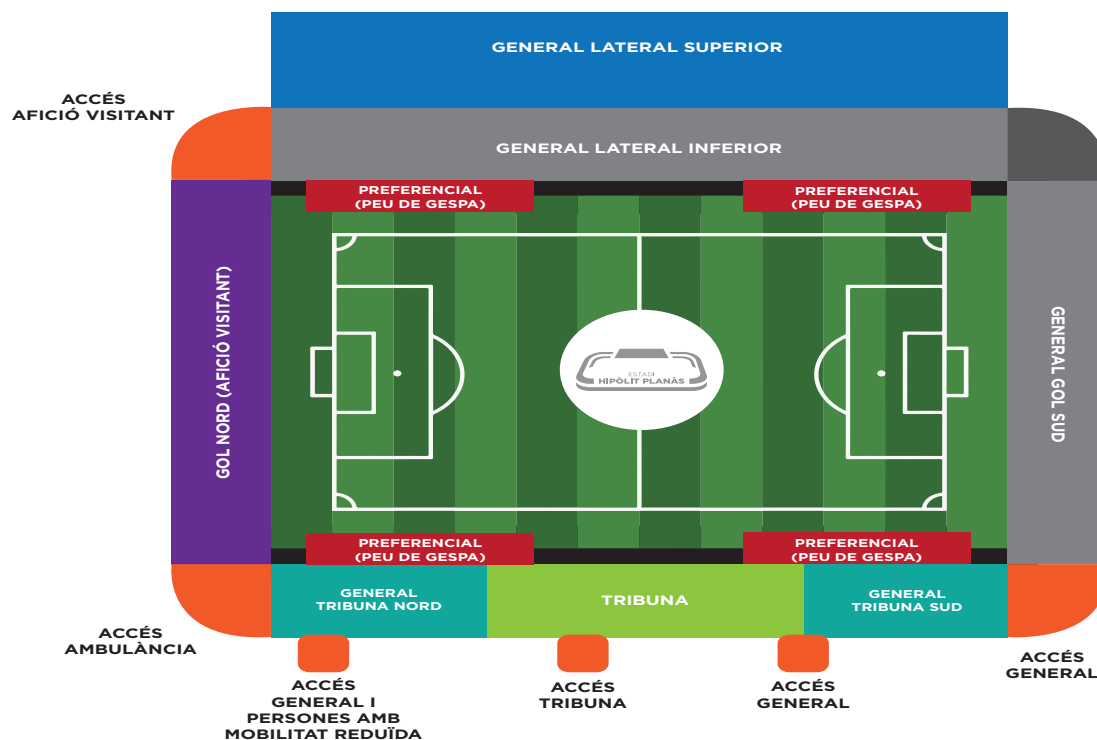 GENERAL LATERAL SUPERIOR
ACCÉS
AFICIÓ VISITANT
GENERAL LATERAL INFERIOR
PREFERENCIAL
(PEU DE GESPA)
PREFERENCIAL
(PEU DE GESPA)
GOL NORD (AFICIÓ VISITANT)
ESTADI
HIPÒLIT PLANÀS
GENERAL GOL SUD
PREFERENCIAL
(PEU DE GESPA)
PREFERENCIAL
(PEU DE GESPA)
GENERAL
TRIBUNA NORD
TRIBUNA
GENERAL
TRIBUNA SUD
ACCÉS
AMBULÀNCIA
ACCÉS
GENERAL I
PERSONES AMB
MOBILITAT REDUÏDA
ACCÉS
TRIBUNA
ACCÉS
GENERAL
ACCÉS
GENERAL